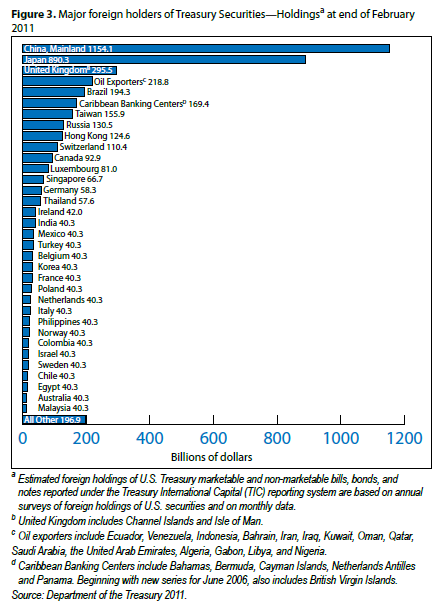 Figure 3. Major foreign holders of Treasury Securities—Holdingsª at end of February
2011
China, Mainland 1154.1
Japan 890.3
United Kingdomᵇ 295.5
Oil Exportersᶜ 218.8
Brazil 194.3
Caribbean Banking Centersᴰ 169.4
Taiwan 155.9
Russia 130.5
Hong Kong 124.6
Switzerland 110.4
Canada 92.9
Luxembourg 81.0
Singapore 66.7
Germany 58.3
Thailand 57.6
Ireland 42.0
India 40.3
Mexico 40.3
Turkey 40.3
Belgium 40.3
Korea 40.3
France 40.3
Poland 40.3
Netherlands 40.3
Italy 40.3
Philippines 40.3
Norway 40.3
Colombia 40.3
Israel 40.3
Sweden 40.3
Chile 40.3
Egypt 40.3
Australia 40.3
Malaysia 40.3
All Other 196.9
0 200 400 600 800 1000 1200
Billions of dollars
ª Estimated foreign holdings of U.S. Treasury marketable and non-marketable bills, bonds, and
notes reported under the Treasury International Capital (TIC) reporting system are based on annual
surveys of foreign holdings of U.S. securities and on monthly data.
ᵇ United Kingdom includes Channel Islands and Isle of Man.
ᶜ Oil exporters include Ecuador, Venezuela, Indonesia, Bahrain, Iran, Iraq, Kuwait, Oman, Qatar,
Saudi Arabia, the United Arab Emirates, Algeria, Gabon, Libya, and Nigeria.
ᵈ Caribbean Banking Centers include Bahamas, Bermuda, Cayman Islands, Netherlands Antilles
and Panama. Beginning with new series for June 2006, also includes British Virgin Islands.
Source: Department of the Treasury 2011.